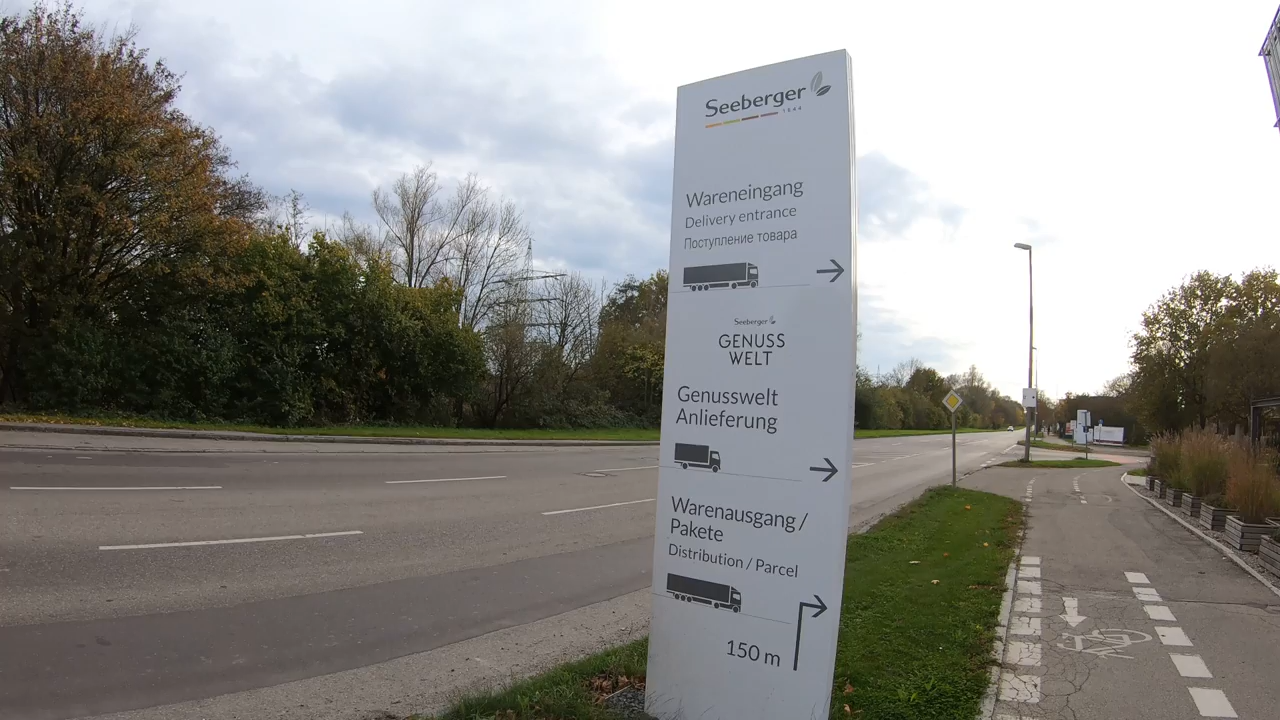 Seeberger
1844
Wareneingang
Delivery entrance
Поступление товара
Seeberger
GENUSS
WELT
Genusswelt
Anlieferung
Warenausgang /
Pakete
Distribution / Parcel
150 m